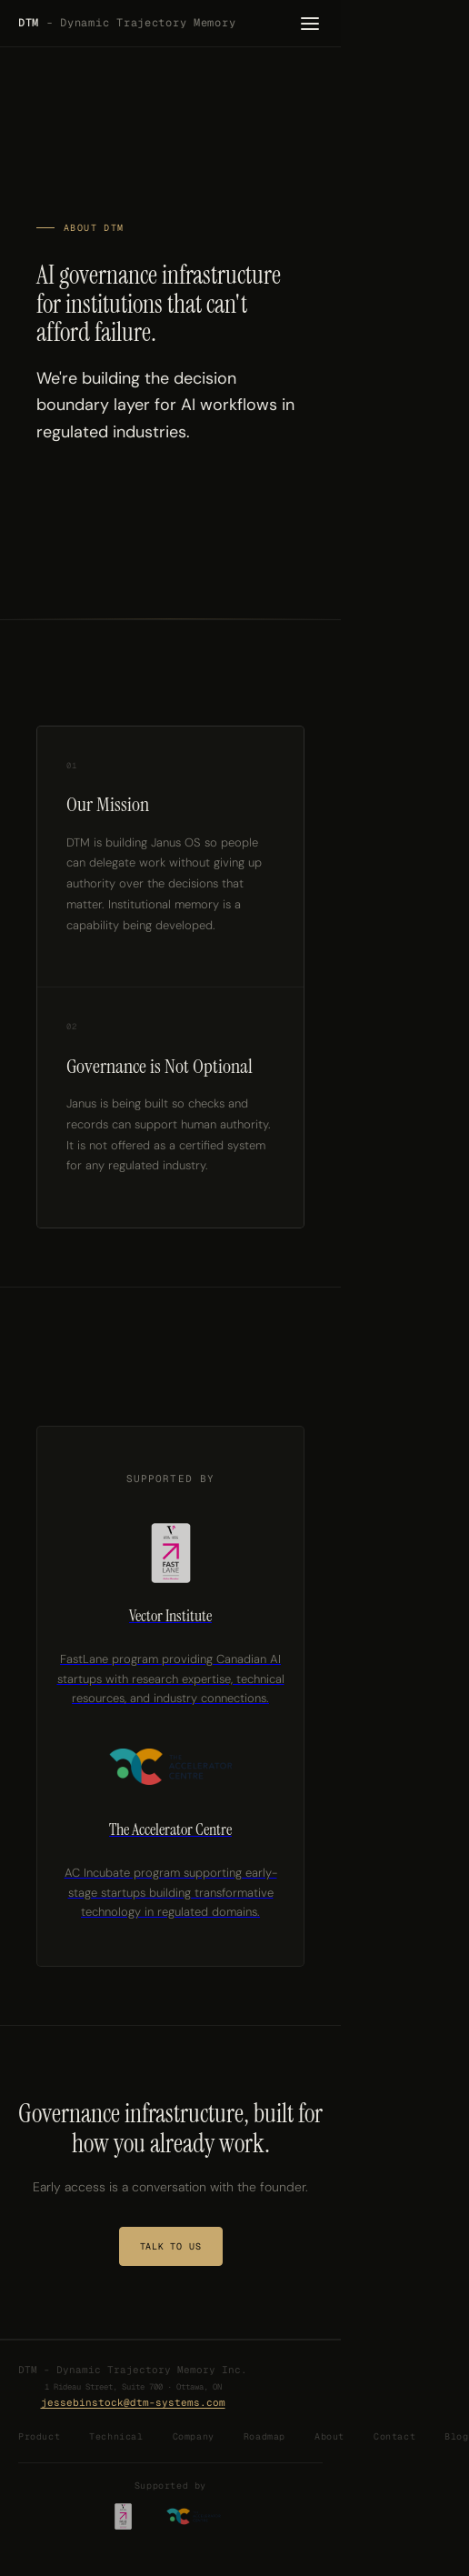 DTM - Dynamic Trajectory Memory
ABOUT DTM
AI governance infrastructure
for institutions that can't
afford failure.
We're building the decision
boundary layer for AI workflows in
regulated industries.
01
Our Mission
DTM is building Janus OS so people
can delegate work without giving up
authority over the decisions that
matter. Institutional memory is a
capability being developed.
02
Governance is Not Optional
Janus is being built so checks and
records can support human authority.
It is not offered as a certified system
for any regulated industry.
SUPPORTED BY
FAST
LANE
Vector Institute
FastLane program providing Canadian AI
startups with research expertise, technical
resources, and industry connections.
ACCELERATOR
CENTRE
The Accelerator Centre
AC Incubate program supporting early-
stage startups building transformative
technology in regulated domains.
Governance infrastructure, built for
how you already work.
Early access is a conversation with the founder.
TALK TO US
DTM - Dynamic Trajectory Memory Inc.
1 Rideau Street, Suite 700 · Ottawa, ON
jessebinstock@dtm-systems.com
Product Technical Company Roadmap About Contact Blog
Supported by